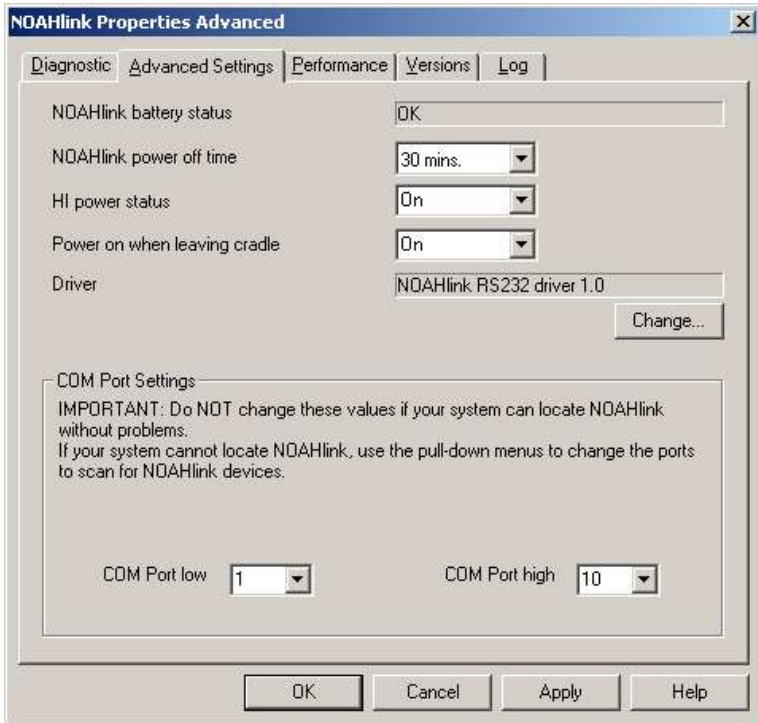 NOAHlink Properties Advanced
Diagnostic Advanced Settings Performance Versions Log
NOAHlink battery status OK
NOAHlink power off time 30 mins.
HI power status On
Power on when leaving cradle On
Driver NOAHlink RS232 driver 1.0
Change...
COM Port Settings
IMPORTANT: Do NOT change these values if your system can locate NOAHlink
without problems.
If your system cannot locate NOAHlink, use the pull-down menus to change the ports
to scan for NOAHlink devices.
COM Port low 1 COM Port high 10
OK Cancel Apply Help